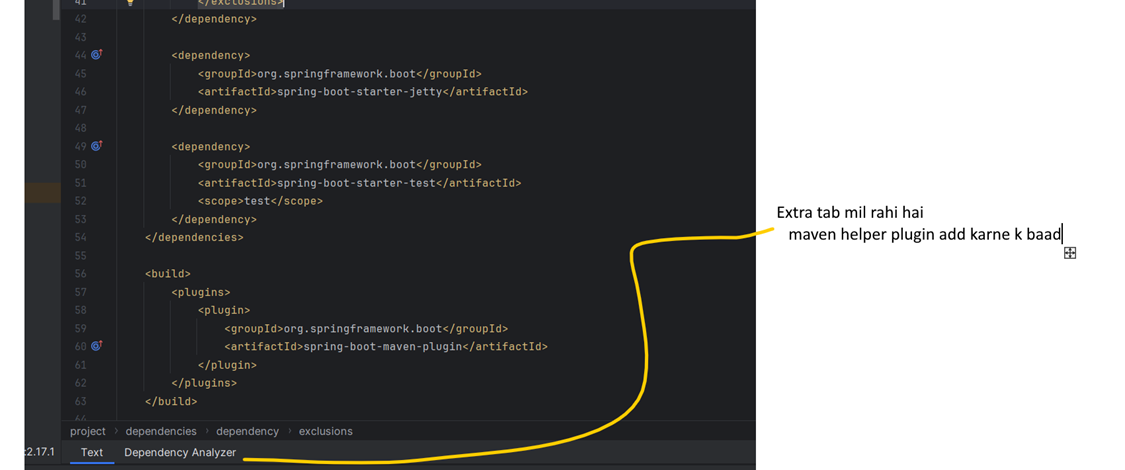 41 </exclusions>
42 </dependency>
43
44 <dependency>
45 <groupId>org.springframework.boot</groupId>
46 <artifactId>spring-boot-starter-jetty</artifactId>
47 </dependency>
48
49 <dependency>
50 <groupId>org.springframework.boot</groupId>
51 <artifactId>spring-boot-starter-test</artifactId>
52 <scope>test</scope>
53 </dependency>
54 </dependencies>
55
56 <build>
57 <plugins>
58 <plugin>
59 <groupId>org.springframework.boot</groupId>
60 <artifactId>spring-boot-maven-plugin</artifactId>
61 </plugin>
62 </plugins>
63 </build>
64
project > dependencies > dependency > exclusions
:2.17.1 Text Dependency Analyzer
Extra tab mil rahi hai
maven helper plugin add karne k baad